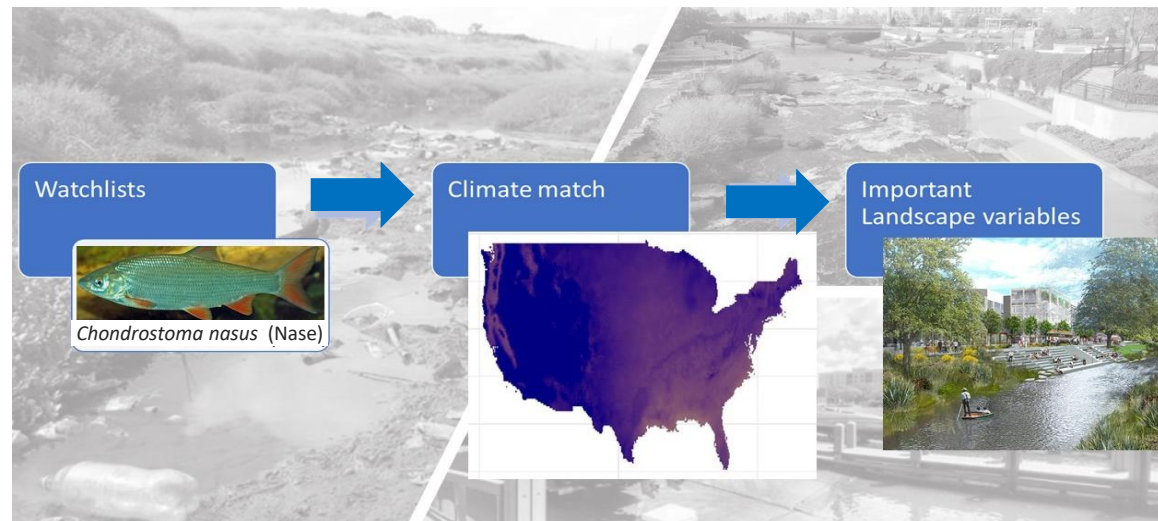 Watchlists
Climate match
Important
Landscape variables
Chondrostoma nasus (Nase)